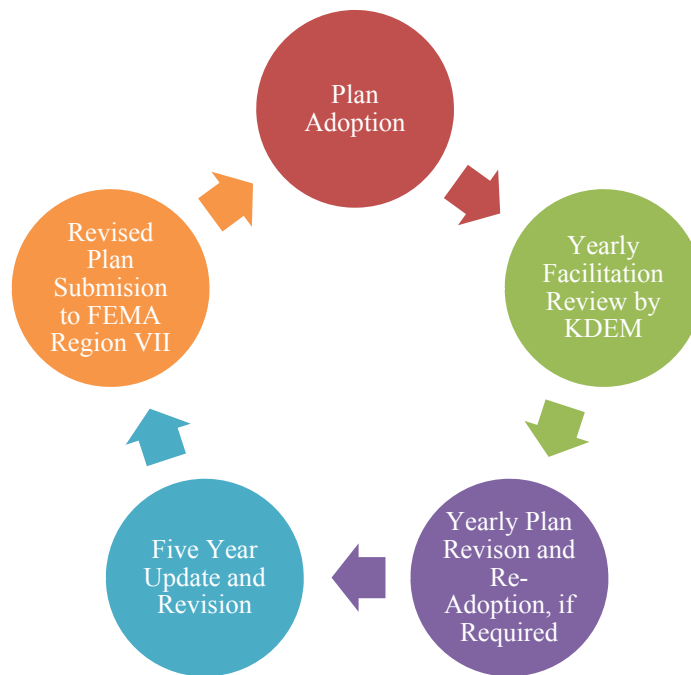 Plan
Adoption
Yearly
Facilitation
Review by
KDEM
Yearly Plan
Revison and
Re-
Adoption, if
Required
Five Year
Update and
Revision
Revised
Plan
Submision
to FEMA
Region VII